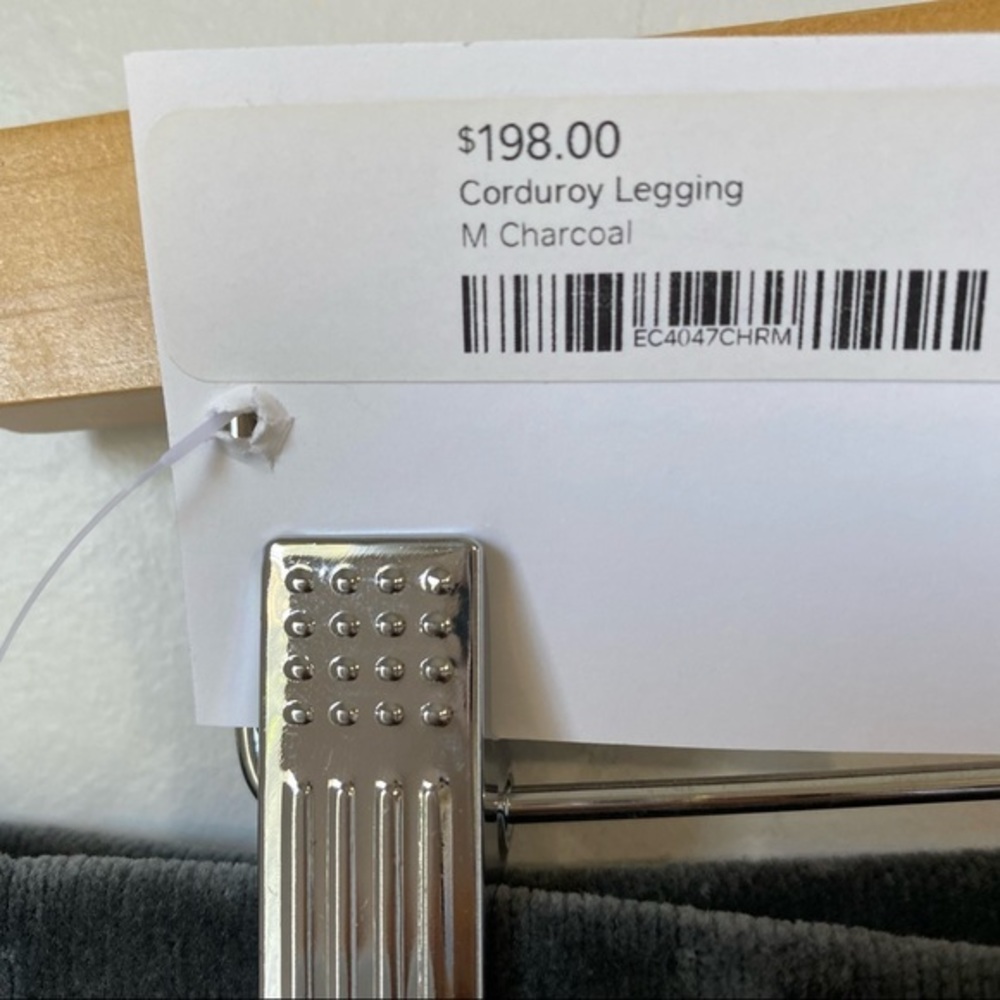 $198.00
Corduroy Legging
M Charcoal
EC4047CHRM